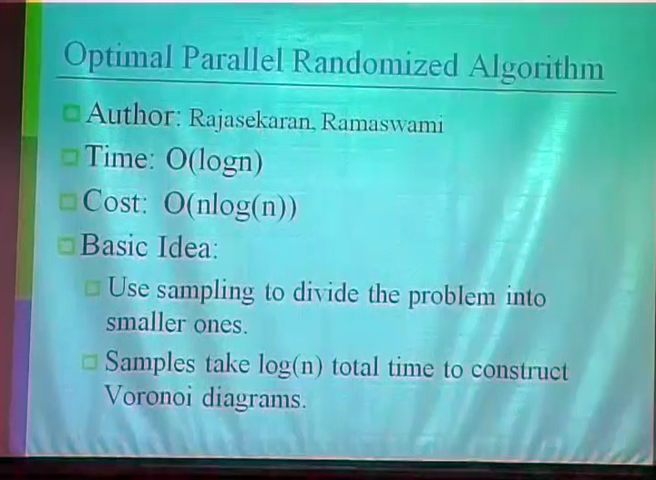 Optimal Parallel Randomized Algorithm
Author: Rajasekaran, Ramaswami
Time: O(logn)
Cost: O(nlog(n))
Basic Idea:
Use sampling to divide the problem into
smaller ones.
Samples take log(n) total time to construct
Voronoi diagrams.